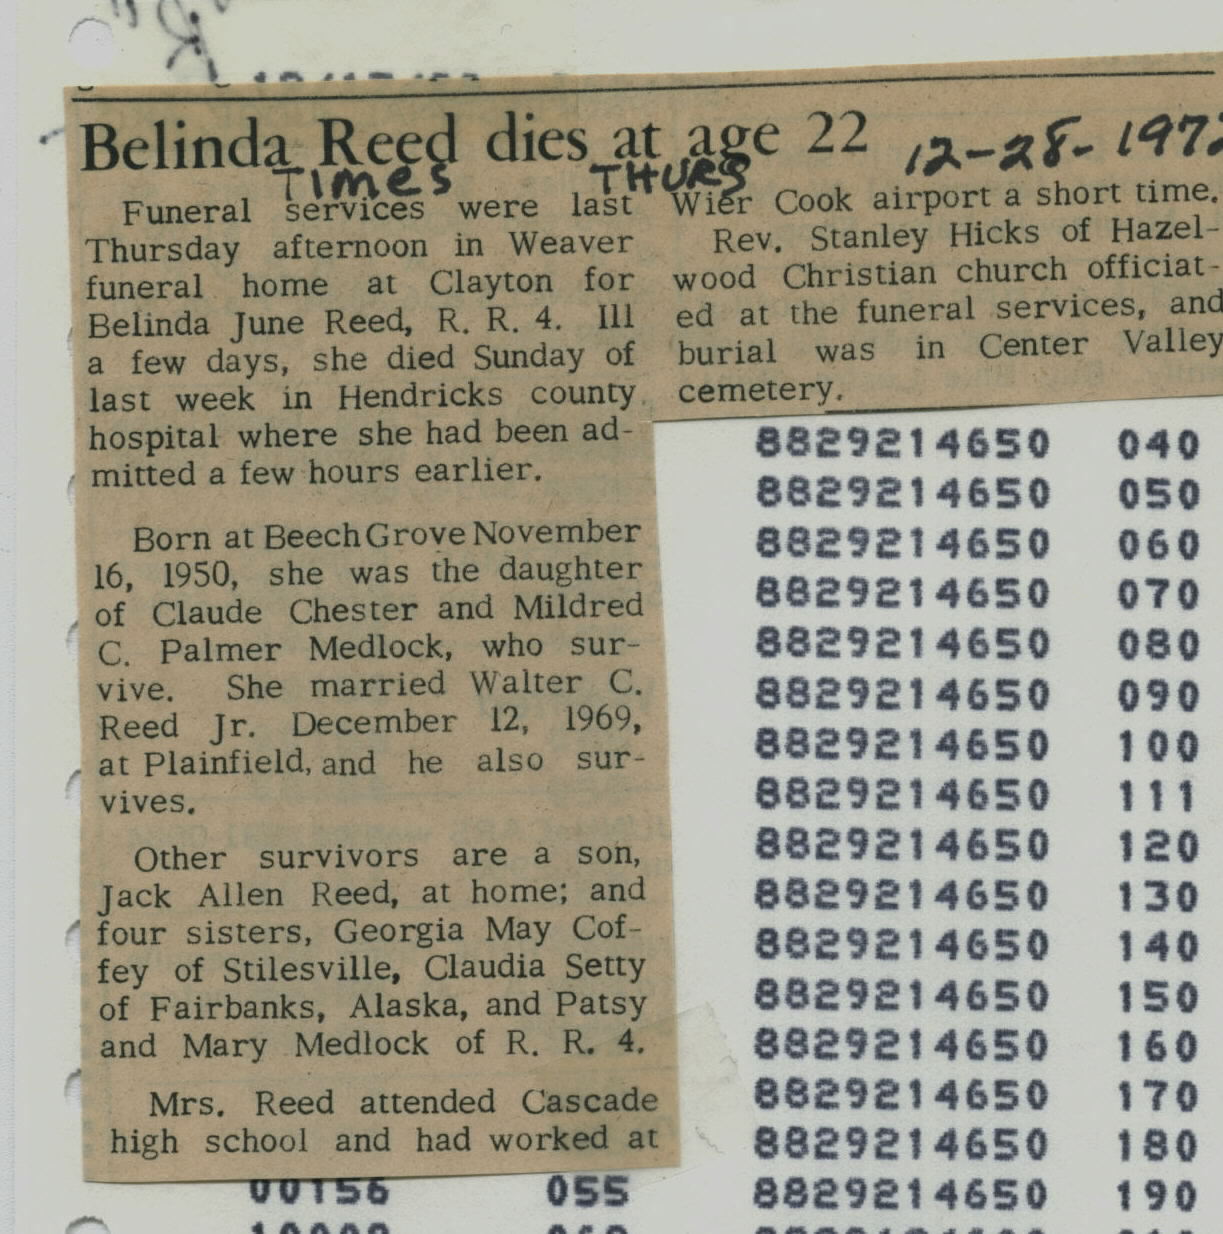 Belinda Reed dies at age 22
12-28-197
TIMES THURS
Funeral services were last
Thursday afternoon in Weaver
funeral home at Clayton for
Belinda June Reed, R. R. 4. Ill
a few days, she died Sunday of
last week in Hendricks county
hospital where she had been ad-
mitted a few hours earlier.
Born at Beech Grove November
16, 1950, she was the daughter
of Claude Chester and Mildred
C. Palmer Medlock, who sur-
vive. She married Walter C.
Reed Jr. December 12, 1969,
at Plainfield, and he also sur-
vives.
Other survivors are a son,
Jack Allen Reed, at home; and
four sisters, Georgia May Cof-
fey of Stilesville, Claudia Setty
of Fairbanks, Alaska, and Patsy
and Mary Medlock of R. R. 4.
Mrs. Reed attended Cascade
high school and had worked at
Wier Cook airport a short time.
Rev. Stanley Hicks of Hazel-
wood Christian church officiat-
ed at the funeral services, and
burial was in Center Valley
cemetery.
8829214650 040
8829214650 050
8829214650 060
8829214650 070
8829214650 080
8829214650 090
8829214650 100
8829214650 111
8829214650 120
8829214650 130
8829214650 140
8829214650 150
8829214650 160
8829214650 170
8829214650 180
00156 055 8829214650 190